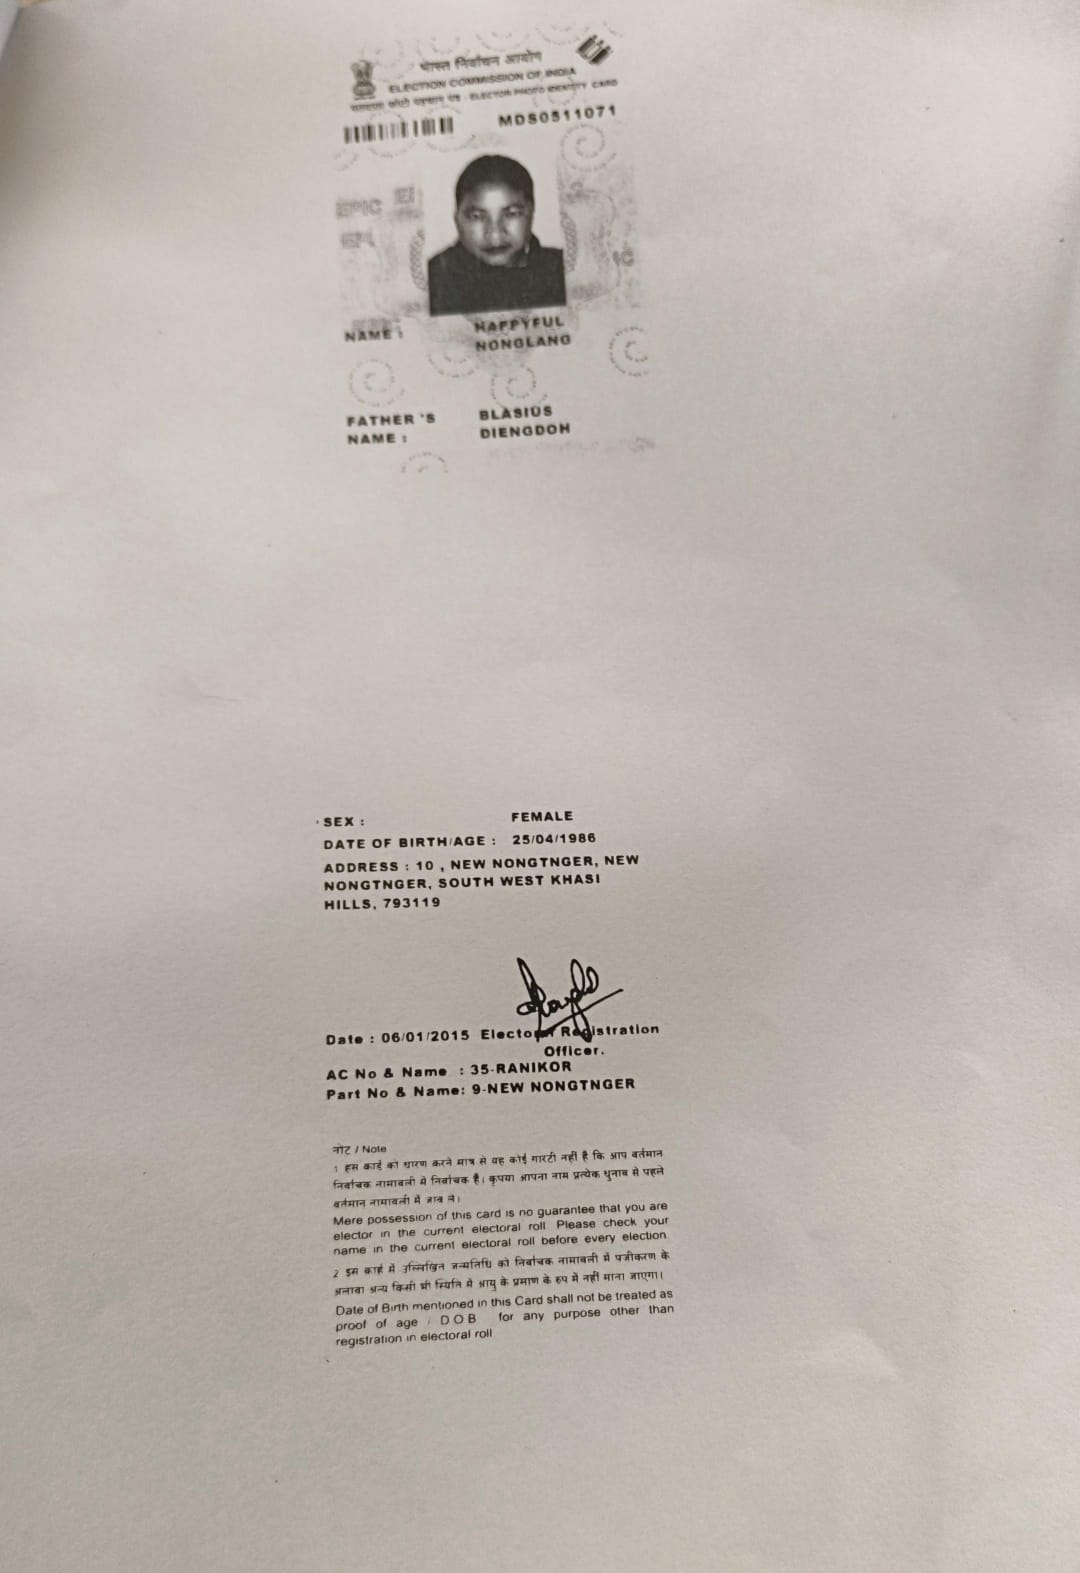 भारत निर्वाचन आयोग
ELECTION COMMISSION OF INDIA
ELECTOR PHOTO IDENTITY CARD
MDS0511071
EPIC
NAME : HAPPYFUL
NONGLANG
FATHER 'S BLASIUS
NAME : DIENGDOH
SEX : FEMALE
DATE OF BIRTH/AGE : 25/04/1986
ADDRESS : 10 , NEW NONGTNGER, NEW
NONGTNGER, SOUTH WEST KHASI
HILLS, 793119
Date : 06/01/2015 Electoral Registration
Officer.
AC No & Name : 35-RANIKOR
Part No & Name: 9-NEW NONGTNGER
नोट / Note
1 इस कार्ड को धारण करने मात्र से यह कोई गारटी नहीं है कि आप वर्तमान
निर्वाचक नामावली में निर्वाचक हैं। कृपया आपना नाम प्रत्येक चुनाव से पहले
वर्तमान नामावली में जाच ले।
Mere possession of this card is no guarantee that you are
elector in the current electoral roll Please check your
name in the current electoral roll before every election.
2 इस कार्ड में उल्लिखित जन्मतिथि को निर्वाचक नामावली में पजीकरण के
अलावा अन्य किसी भी स्थिति में आयु के प्रमाण के रुप में नहीं माना जाएगा।
Date of Birth mentioned in this Card shall not be treated as
proof of age / D O B for any purpose other than
registration in electoral roll